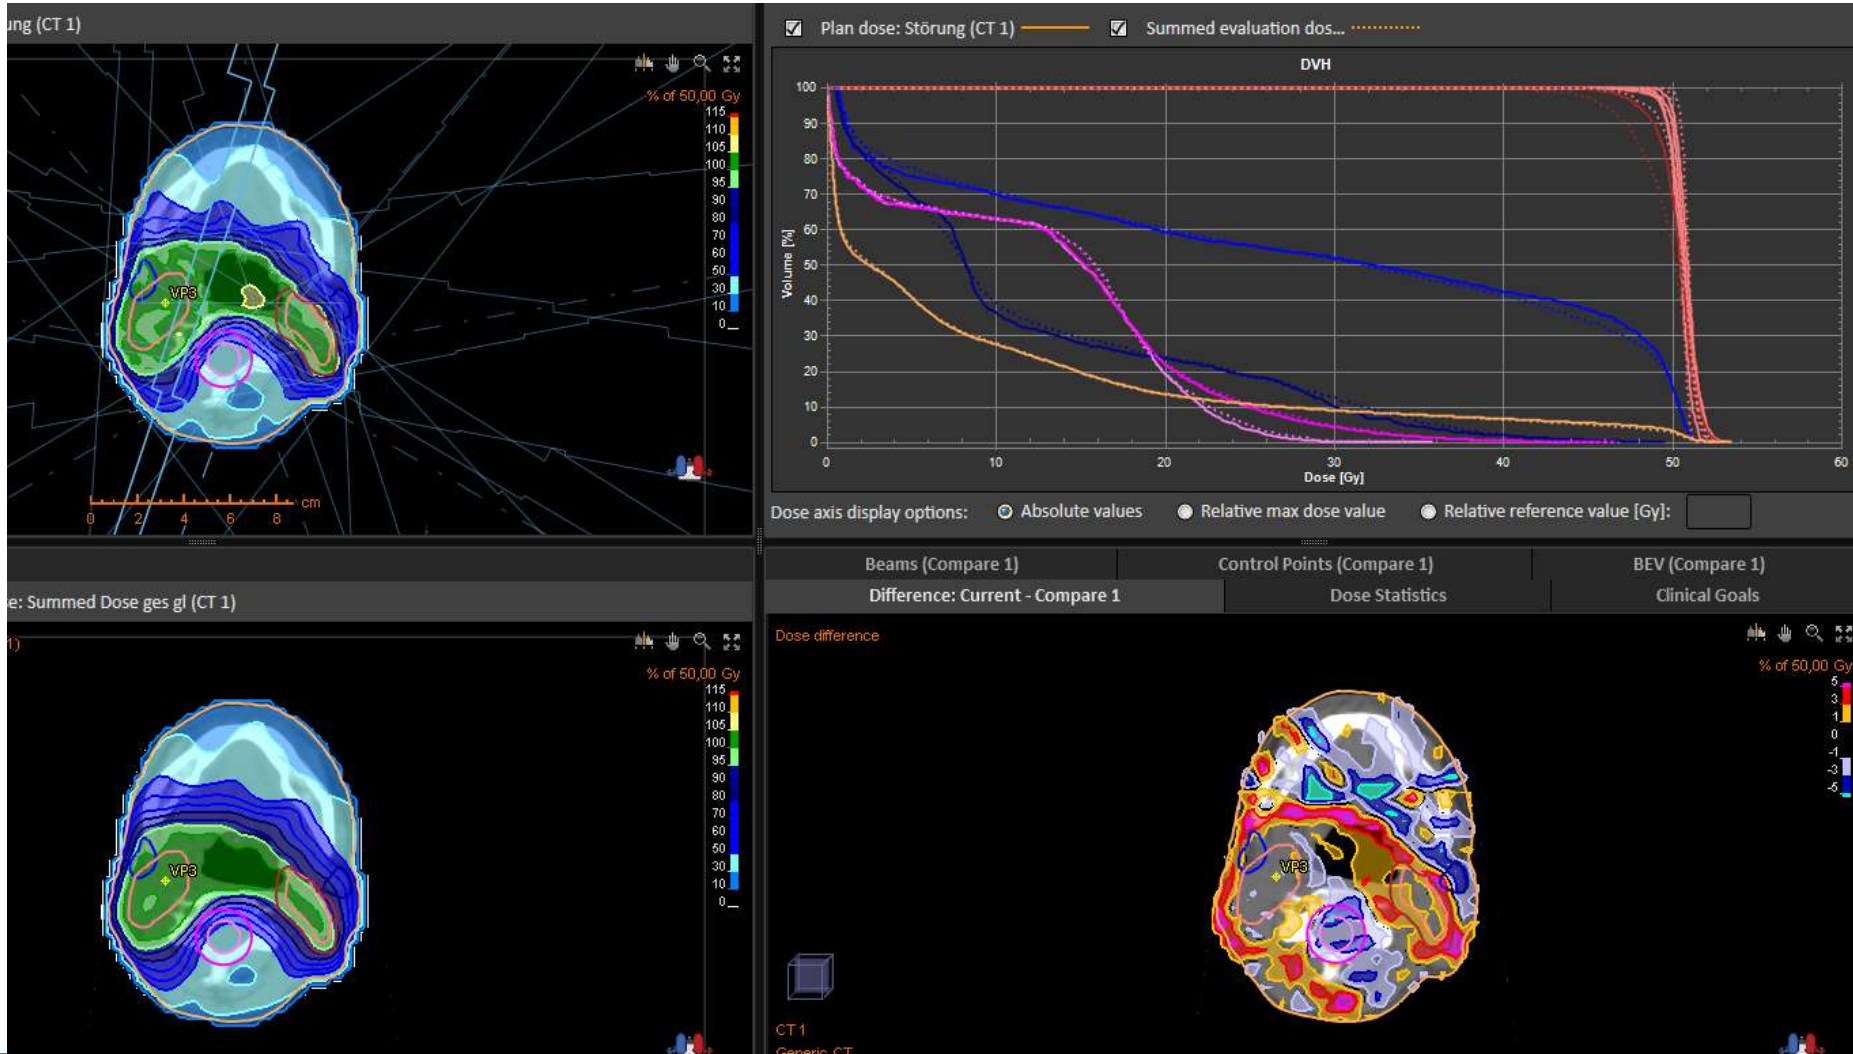 ung (CT 1)
% of 50,00 Gy
115
110
105
100
95
90
80
70
60
50
30
10
0
VP3
cm
0 2 4 6 8
Plan dose: Störung (CT 1)
Summed evaluation dos...
DVH
Volume [%]
100
90
80
70
60
50
40
30
20
10
0
0 10 20 30 40 50 60
Dose [Gy]
Dose axis display options: Absolute values Relative max dose value Relative reference value [Gy]:
e: Summed Dose ges gl (CT 1)
1)
% of 50,00 Gy
115
110
105
100
95
90
80
70
60
50
30
10
0
VP3
Beams (Compare 1) Control Points (Compare 1) BEV (Compare 1)
Difference: Current - Compare 1 Dose Statistics Clinical Goals
Dose difference
% of 50,00 Gy
5
3
1
0
-1
-3
-5
VP3
CT 1
Generic CT